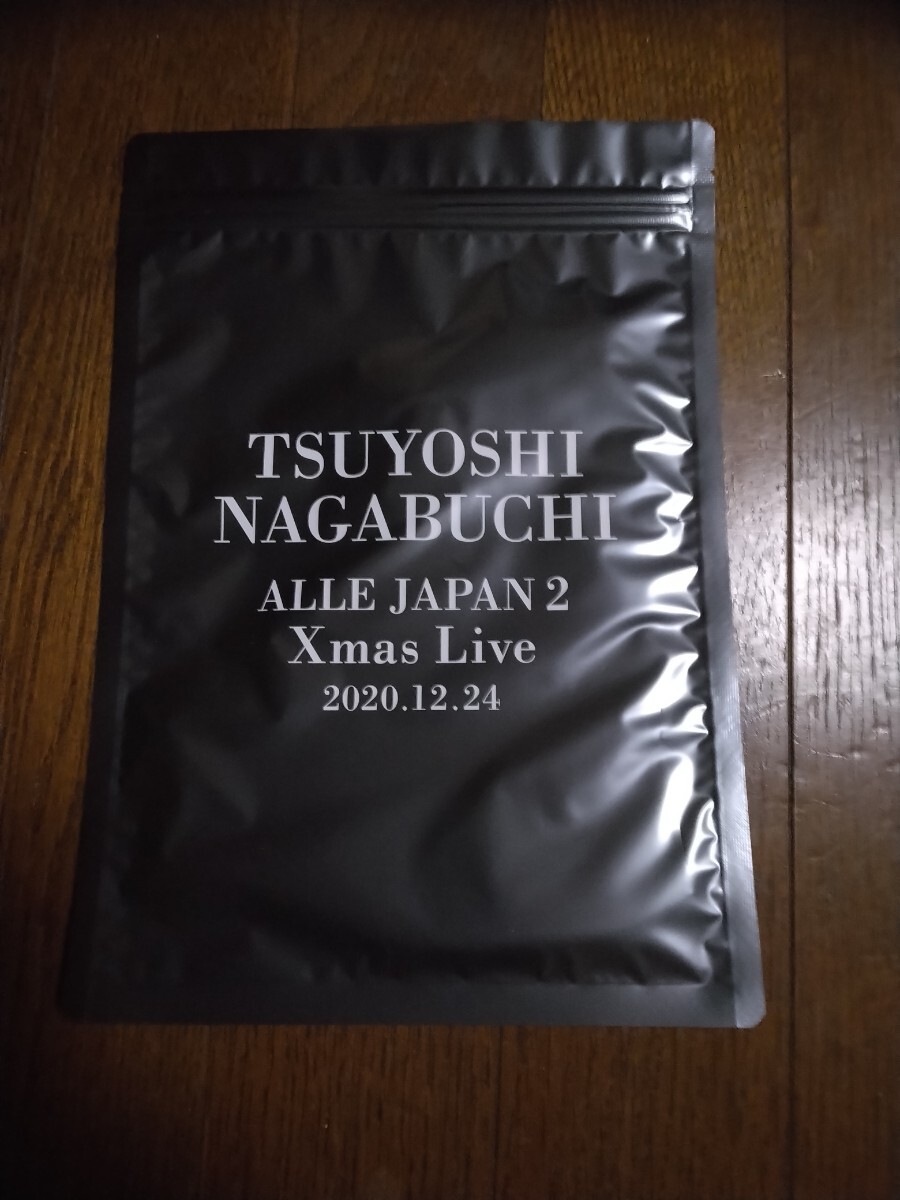 TSUYOSHI
NAGABUCHI
ALLE JAPAN 2
Xmas Live
2020.12.24